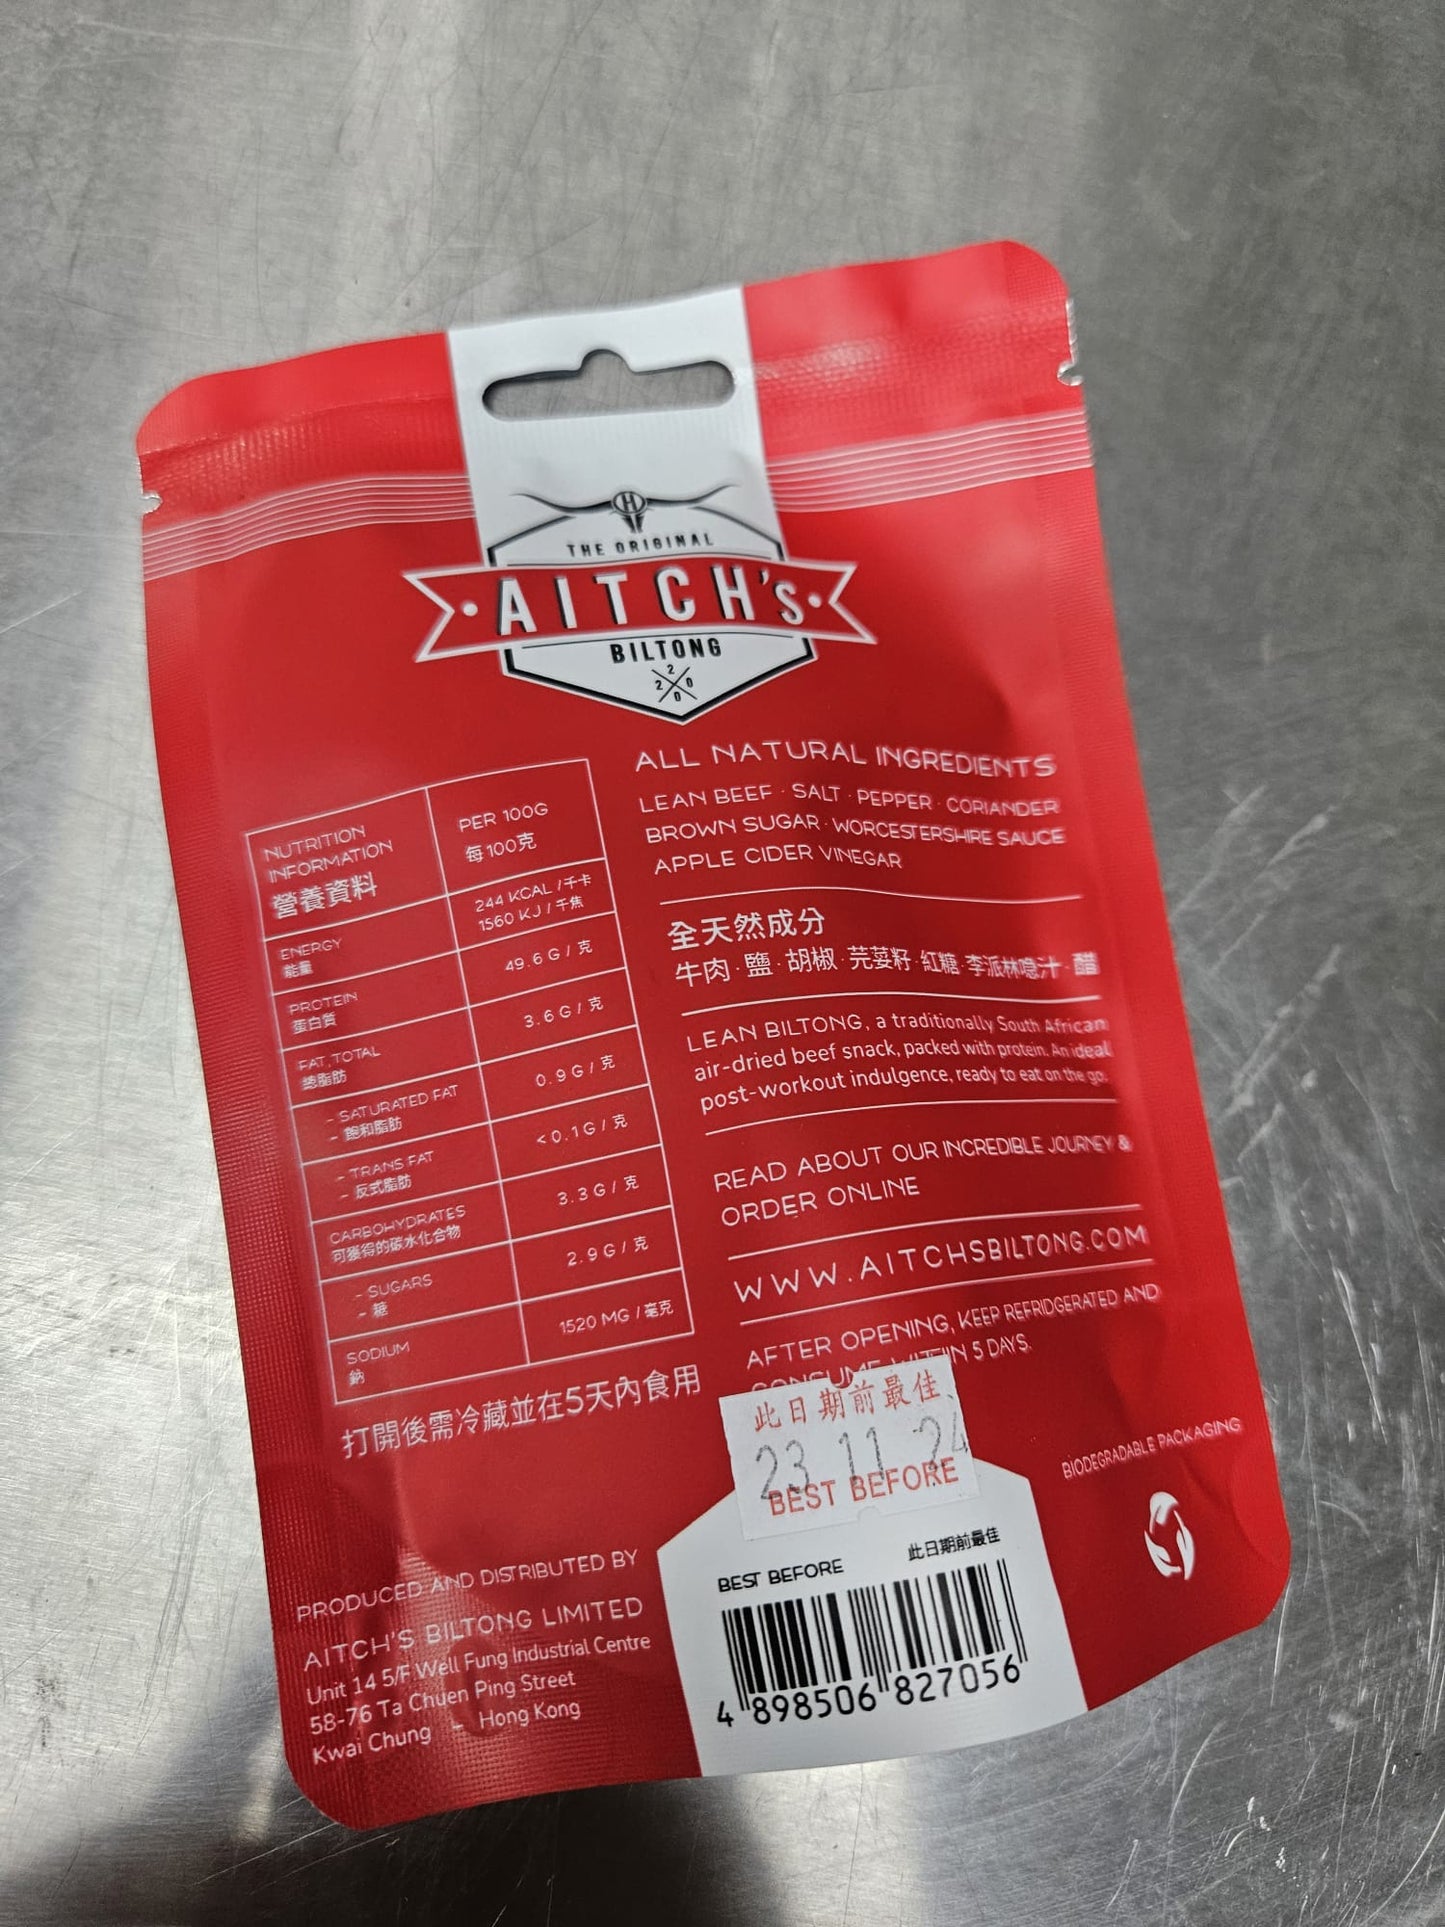 H
THE ORIGINAL
·AITCH's·
BILTONG
2
2 0
0
NUTRITION
INFORMATION
營養資料
PER 100G
每100克
ENERGY
能量
244 KCAL /千卡
1560 KJ / 千焦
PROTEIN
蛋白質
49.6 G / 克
FAT, TOTAL
總脂肪
3.6 G / 克
- SATURATED FAT
- 飽和脂肪
0.9 G / 克
- TRANS FAT
- 反式脂肪
<0.1 G / 克
CARBOHYDRATES
可獲得的碳水化合物
3.3 G / 克
- SUGARS
- 糖
2.9 G / 克
SODIUM
鈉
1520 MG / 毫克
打開後需冷藏並在5天內食用
ALL NATURAL INGREDIENTS
LEAN BEEF · SALT · PEPPER · CORIANDER
BROWN SUGAR · WORCESTERSHIRE SAUCE
APPLE CIDER VINEGAR
全天然成分
牛肉 · 鹽 · 胡椒 · 芫荽籽 · 紅糖 · 李派林喼汁 · 醋
LEAN BILTONG, a traditionally South African
air-dried beef snack, packed with protein. An ideal
post-workout indulgence, ready to eat on the go.
READ ABOUT OUR INCREDIBLE JOURNEY &
ORDER ONLINE
WWW.AITCHSBILTONG.COM
AFTER OPENING, KEEP REFRIDGERATED AND
CONSUME WITHIN 5 DAYS.
此日期前最佳、
23 11 24
BEST BEFORE
BIODEGRADABLE PACKAGING
PRODUCED AND DISTRIBUTED BY
AITCH'S BILTONG LIMITED
Unit 14 5/F Well Fung Industrial Centre
58-76 Ta Chuen Ping Street
Kwai Chung - Hong Kong
BEST BEFORE 此日期前最佳
4 898506 827056